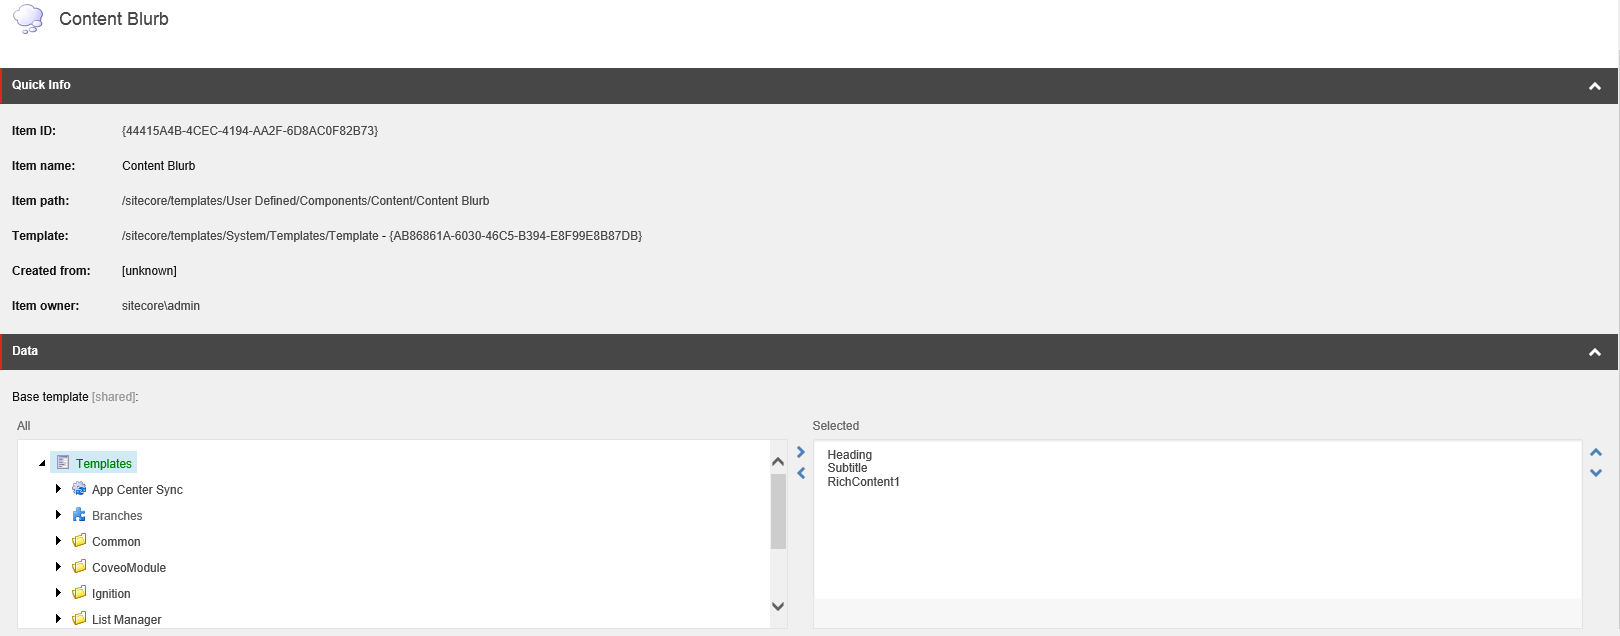 Content Blurb
Quick Info
Item ID: {44415A4B-4CEC-4194-AA2F-6D8AC0F82B73}
Item name: Content Blurb
Item path: /sitecore/templates/User Defined/Components/Content/Content Blurb
Template: /sitecore/templates/System/Templates/Template - {AB86861A-6030-46C5-B394-E8F99E8B87DB}
Created from: [unknown]
Item owner: sitecore\admin
Data
Base template [shared]:
All
Templates
App Center Sync
Branches
Common
CoveoModule
Ignition
List Manager
Selected
Heading
Subtitle
RichContent1